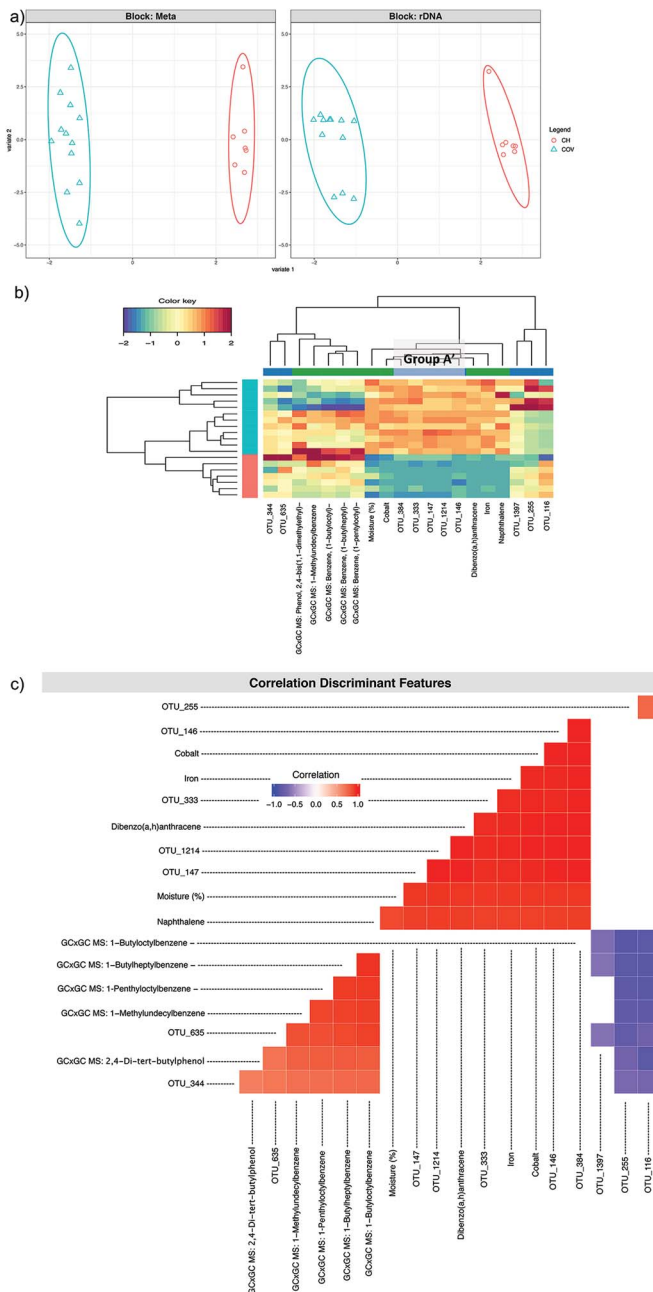 a)
Block: Meta
Block: rDNA
variate 2
5.0
2.5
0.0
-2.5
-5.0
-2
0
2
-2
0
2
variate 1
Legend
CH
COV
b)
Color key
−2 −1 0 1 2
Group A'
OTU_344
OTU_635
GCxGC MS: Phenol, 2,4−bis(1,1−dimethylethyl)−
GCxGC MS: 1−Methylundecylbenzene
GCxGC MS: Benzene, (1−butyloctyl)−
GCxGC MS: Benzene, (1−butylheptyl)−
GCxGC MS: Benzene, (1−pentyloctyl)−
Moisture (%)
Cobalt
OTU_384
OTU_333
OTU_147
OTU_1214
OTU_146
Dibenzo(a,h)anthracene
Iron
Napththalene
OTU_1397
OTU_255
OTU_116
c)
Correlation Discriminant Features
OTU_255
OTU_146
Cobalt
Iron
OTU_333
Dibenzo(a,h)anthracene
OTU_1214
OTU_147
Moisture (%)
Naphthalene
GCxGC MS: 1−Butyloctylbenzene
GCxGC MS: 1−Butylheptylbenzene
GCxGC MS: 1−Penthyloctylbenzene
GCxGC MS: 1−Methylundecylbenzene
OTU_635
GCxGC MS: 2,4−Di−tert−butylphenol
OTU_344
Correlation
−1.0 −0.5 0.0 0.5 1.0
GCxGC MS: 2,4−Di−tert−butylphenol
OTU_635
GCxGC MS: 1−Methylundecylbenzene
GCxGC MS: 1−Penthyloctylbenzene
GCxGC MS: 1−Butylheptylbenzene
GCxGC MS: 1−Butyloctylbenzene
Moisture (%)
OTU_147
OTU_1214
Dibenzo(a,h)anthracene
OTU_333
Iron
Cobalt
OTU_146
OTU_384
OTU_1397
OTU_255
OTU_116